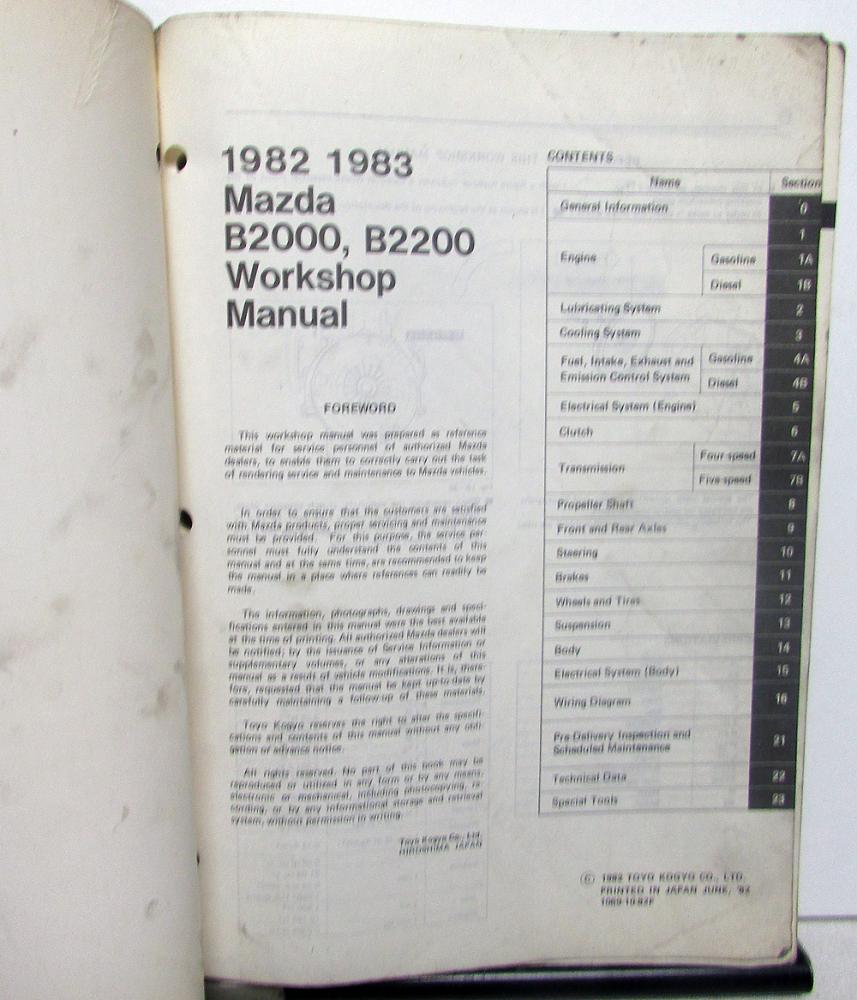 1982 1983
Mazda
B2000, B2200
Workshop
Manual
FOREWORD
This workshop manual was prepared as reference
material for service personnel of authorized Mazda
dealers, to enable them to correctly carry out the task
of rendering service and maintenance to Mazda vehicles.
In order to ensure that the customers are satisfied
with Mazda products, proper servicing and maintenance
must be provided. For this purpose, the service per-
sonnel must fully understand the contents of this
manual and at the same time, are recommended to keep
the manual in a place where references can readily be
made.
The information, photographs, drawings and speci-
fications entered in this manual were the best available
at the time of printing. All authorized Mazda dealers will
be notified; by the issuance of Service Information or
supplementary volumes, or any alterations of this
manual as a result of vehicle modifications. It is, there-
fore, requested that the manual be kept up-to-date by
carefully maintaining a follow-up of these materials.
Toyo Kogyo reserves the right to alter the specifi-
cations and contents of this manual without any obli-
gation or advance notice.
All rights reserved. No part of this book may be
reproduced or utilized in any form or by any means,
electronic or mechanical, including photocopying, re-
cording, or by any informational storage and retrieval
system, without permission in writing.
Toyo Kogyo Co., Ltd.
HIROSHIMA JAPAN
CONTENTS
Name Section
General Information 0
1
Engine Gasoline 1A
Diesel 1B
Lubricating System 2
Cooling System 3
Fuel, Intake, Exhaust and Gasoline 4A
Emission Control System Diesel 4B
Electrical System (Engine) 5
Clutch 6
Transmission Four speed 7A
Five speed 7B
Propeller Shaft 8
Front and Rear Axles 9
Steering 10
Brakes 11
Wheels and Tires 12
Suspension 13
Body 14
Electrical System (Body) 15
Wiring Diagram 16
Pre-Delivery Inspection and
Scheduled Maintenance 21
Technical Data 22
Special Tools 23
© 1982 TOYO KOGYO CO., LTD.
PRINTED IN JAPAN JUNE, '82